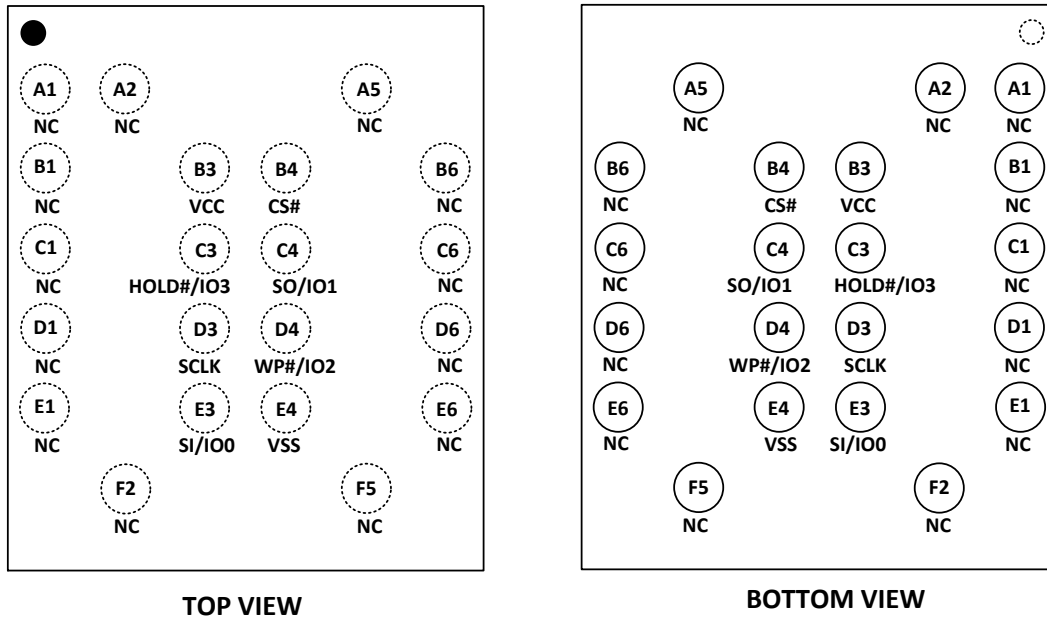 A1 A2 A5
NC NC NC
B1 B3 B4 B6
NC VCC CS# NC
C1 C3 C4 C6
NC HOLD#/IO3 SO/IO1 NC
D1 D3 D4 D6
NC SCLK WP#/IO2 NC
E1 E3 E4 E6
NC SI/IO0 VSS NC
F2 F5
NC NC
TOP VIEW
A5 A2 A1
NC NC NC
B6 B4 B3 B1
NC CS# VCC NC
C6 C4 C3 C1
NC SO/IO1 HOLD#/IO3 NC
D6 D4 D3 D1
NC WP#/IO2 SCLK NC
E6 E4 E3 E1
NC VSS SI/IO0 NC
F5 F2
NC NC
BOTTOM VIEW